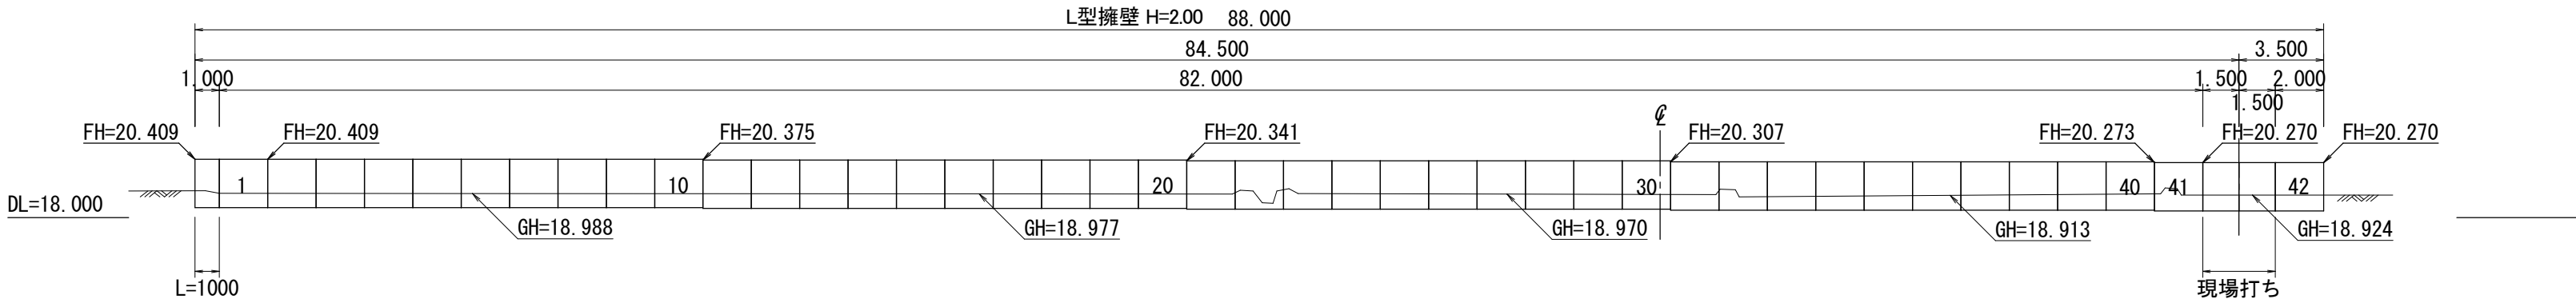 L型擁壁 H=2.00 88.000
84.500
3.500
1.000
82.000
1.500
2.000
1.500
FH=20.409
FH=20.409
FH=20.375
FH=20.341
FH=20.307
FH=20.273
FH=20.270
FH=20.270
1
10
20
30
40
41
42
DL=18.000
GH=18.988
GH=18.977
GH=18.970
GH=18.913
GH=18.924
L=1000
現場打ち